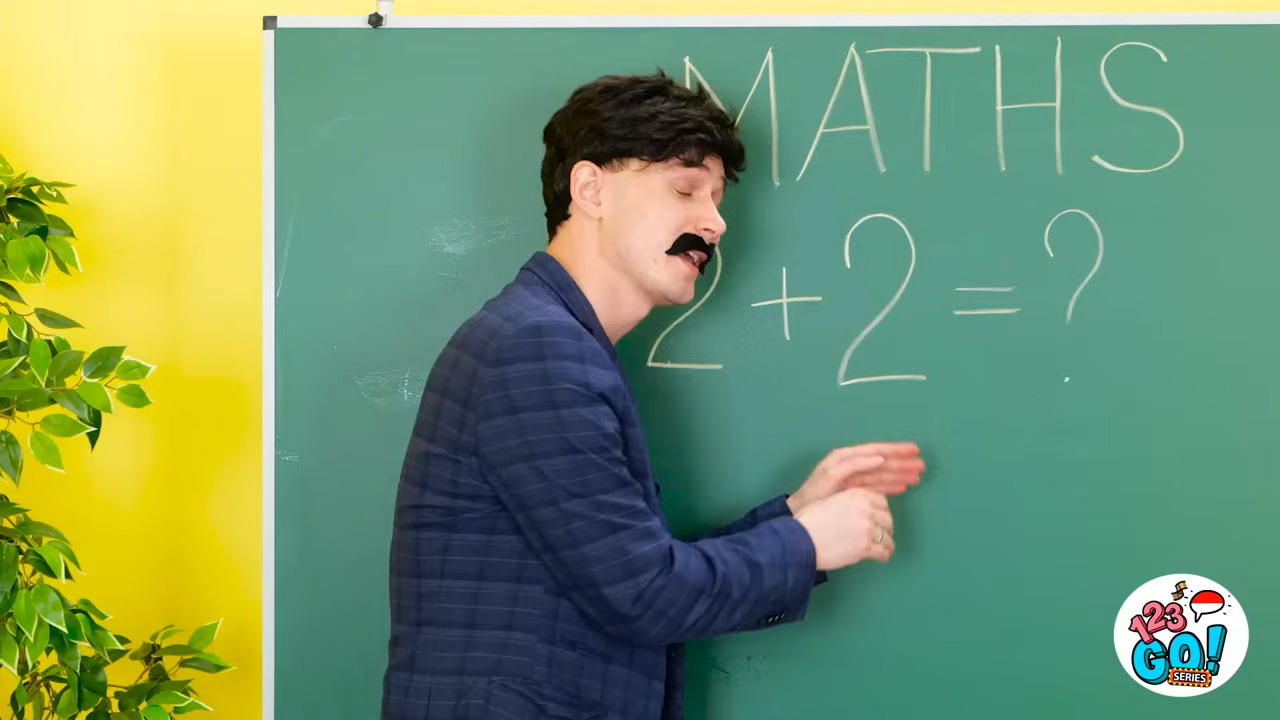 MATHS
2 + 2 = ?
123
GO!
SERIES